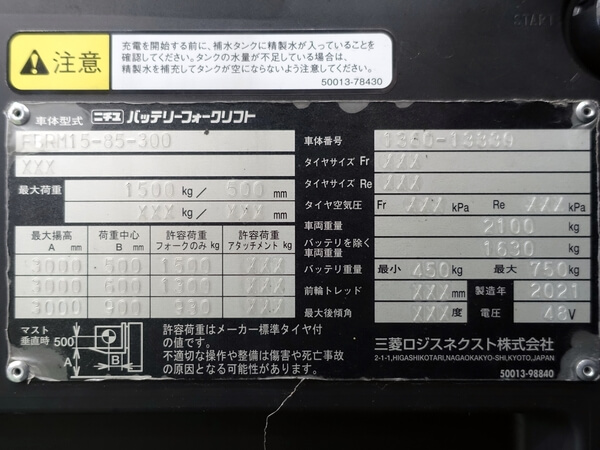 START
充電を開始する前に、補水タンクに精製水が入っていることを
確認してください。タンクの水量が不足している場合は、
精製水を補充してタンクが空にならないよう注意してください。
注意
50013-78430
車体型式 ニチユ バッテリーフォークリフト
XXX
最大荷重 1500 kg/ 500 mm
XXX kg/ XXX mm
最大揚高 A mm 荷重中心 B mm 許容荷重 フォークのみ kg 許容荷重 アタッチメント kg
3000 500 XXX
3000 600 1300 XXX
3000 900 XXX
マスト
垂直時 500
A
B
許容荷重はメーカー標準タイヤ付
の値です。
不適切な操作や整備は傷害や死亡事故
の原因となる可能性があります。
車体番号
タイヤサイズ Fr XXX
タイヤサイズ Re XXX
タイヤ空気圧 Fr XXX kPa Re XXX kPa
車両重量 2100 kg
バッテリを除く
車両重量 1630 kg
バッテリ重量 最小 450 kg 最大 750 kg
前輪トレッド XXX mm 製造年 2021
最大後傾角 XXX 度 電圧 48 V
三菱ロジスネクスト株式会社
2-1-1,HIGASHIKOTARI,NAGAOKAKYO-SHI,KYOTO,JAPAN
50013-98840